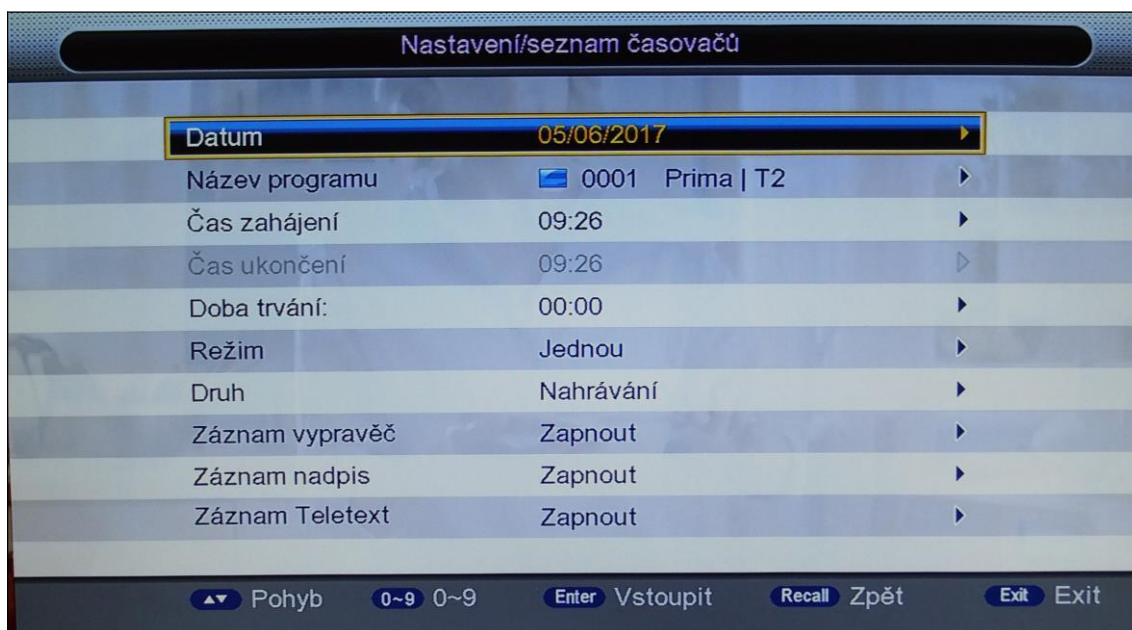 Nastavení/seznam časovačů
Datum 05/06/2017
Název programu 0001 Prima | T2
Čas zahájení 09:26
Čas ukončení 09:26
Doba trvání: 00:00
Režim Jednou
Druh Nahrávání
Záznam vypravěč Zapnout
Záznam nadpis Zapnout
Záznam Teletext Zapnout
Pohyb 0~9 0~9 Enter Vstoupit Recall Zpět Exit Exit